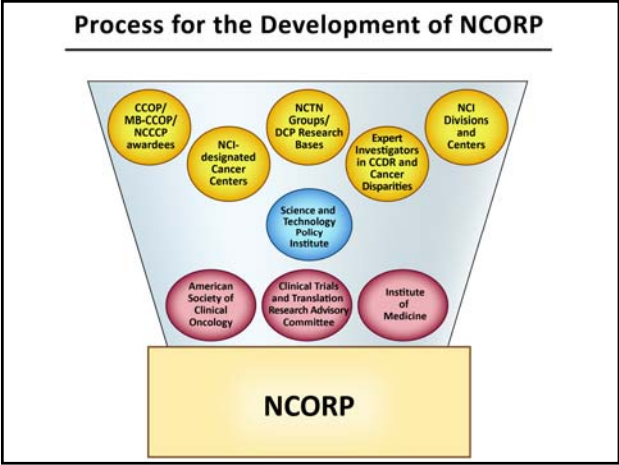 Process for the Development of NCORP
CCOP/
MB-CCOP/
NCCCP
awardees
NCI-
designated
Cancer
Centers
NCTN
Groups/
DCP Research
Bases
Expert
Investigators
in CCDR and
Cancer
Disparities
NCI
Divisions
and
Centers
Science and
Technology
Policy
Institute
American
Society of
Clinical
Oncology
Clinical Trials
and Translation
Research Advisory
Committee
Institute
of
Medicine
NCORP